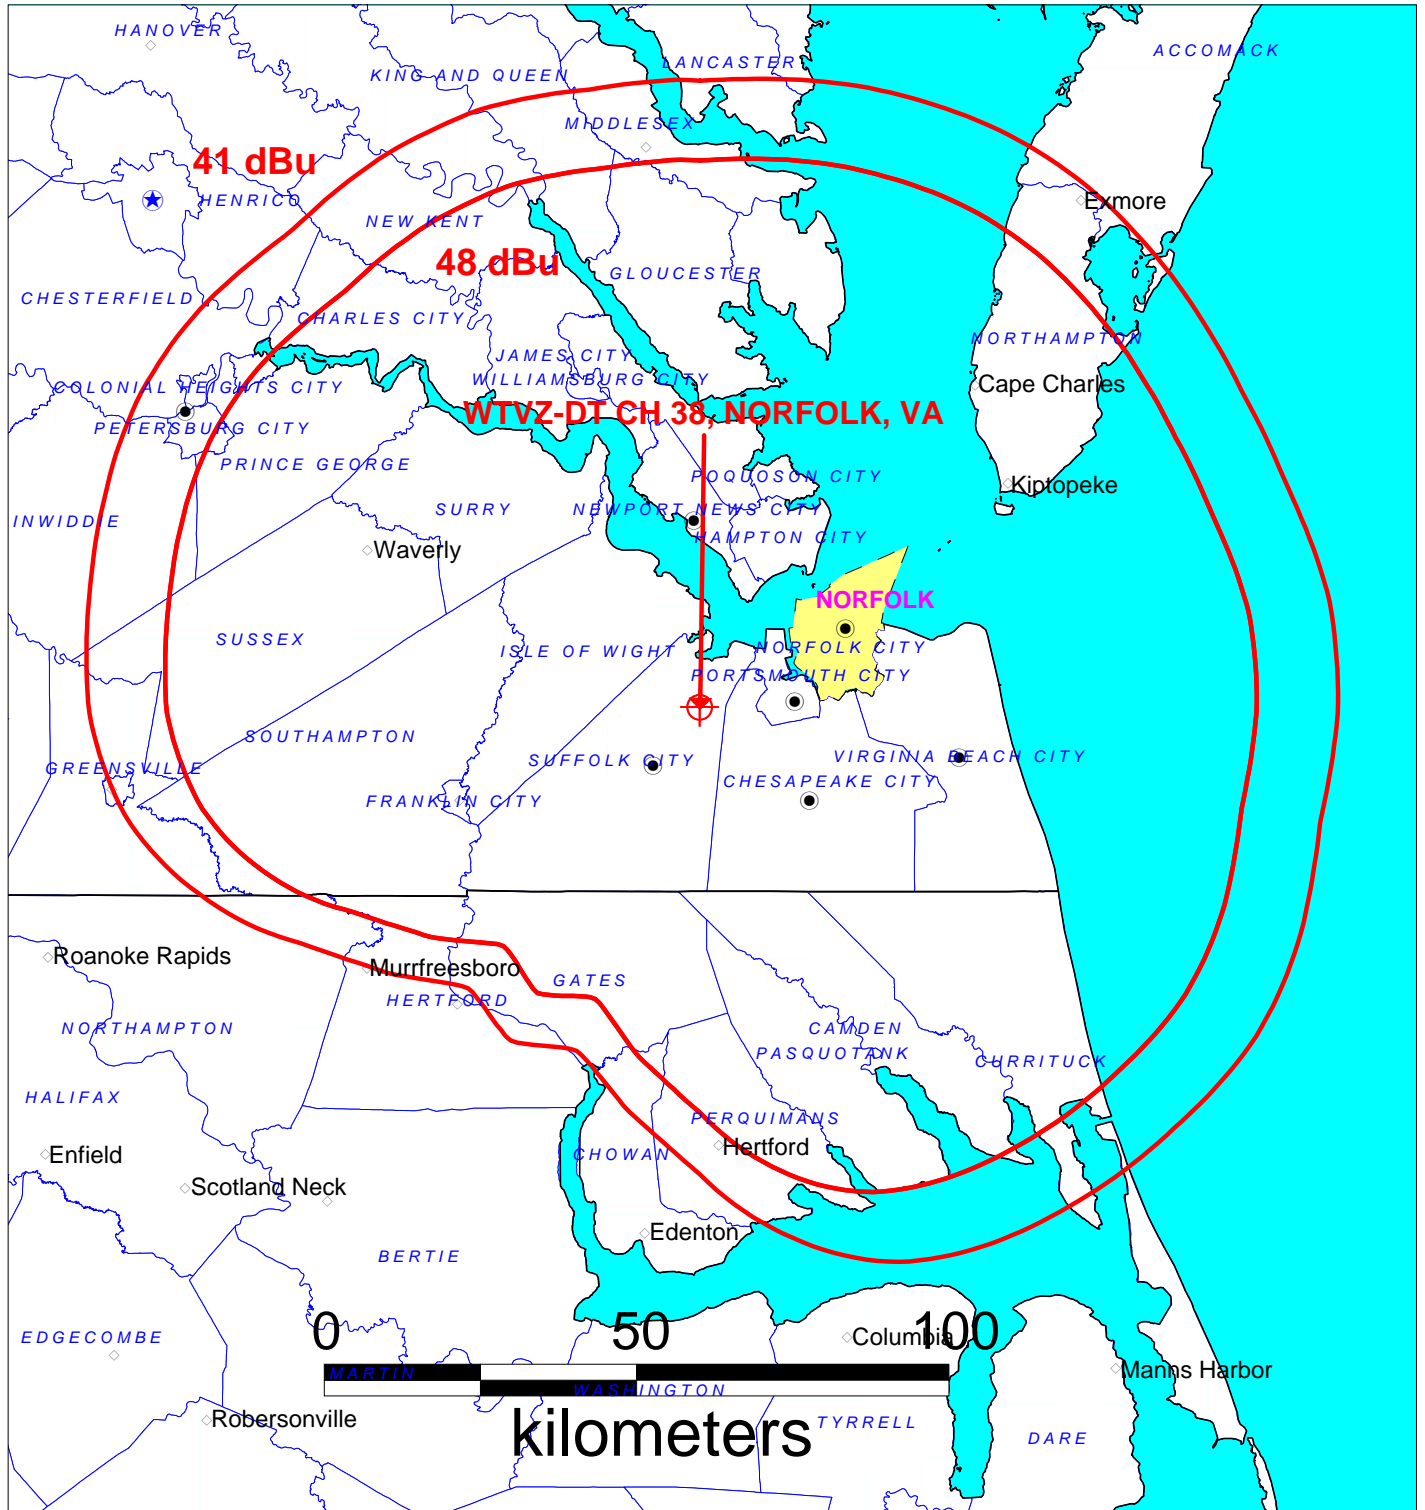 HANOVER
ACCOMACK
LANCASTER
KING AND QUEEN
MIDDLESEX
41 dBu
HENRICO
Exmore
NEW KENT
48 dBu
GLOUCESTER
CHESTERFIELD
CHARLES CITY
NORTHAMPTON
JAMES CITY
WILLIAMSBURG CITY
COLONIAL HEIGHTS CITY
Cape Charles
WTVZ-DT CH 38, NORFOLK, VA
PETERSBURG CITY
PRINCE GEORGE
POQUOSON CITY
Kiptopeke
SURRY
NEWPORT NEWS CITY
INWIDDIE
HAMPTON CITY
Waverly
NORFOLK
SUSSEX
ISLE OF WIGHT
NORFOLK CITY
PORTSMOUTH CITY
SOUTHAMPTON
SUFFOLK CITY
VIRGINIA BEACH CITY
GREENSVILLE
CHESAPEAKE CITY
FRANKLIN CITY
Roanoke Rapids
Murrfreesboro
GATES
HERTFORD
NORTHAMPTON
CAMDEN
PASQUOTANK
CURRITUCK
HALIFAX
PERQUIMANS
Hertford
Enfield
CHOWAN
Scotland Neck
Edenton
BERTIE
0 50 100
EDGECOMBE
Columbia
MARTIN
Manns Harbor
WASHINGTON
Robersonville
TYRRELL
kilometers
DARE